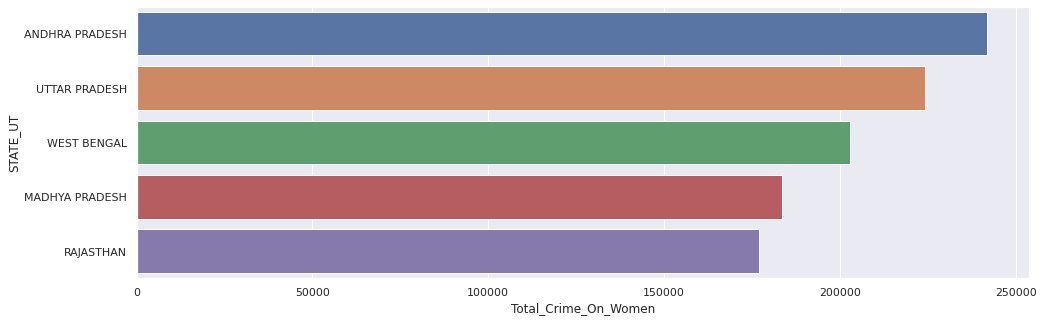 STATE_UT
ANDHRA PRADESH
UTTAR PRADESH
WEST BENGAL
MADHYA PRADESH
RAJASTHAN
0 50000 100000 150000 200000 250000
Total_Crime_On_Women